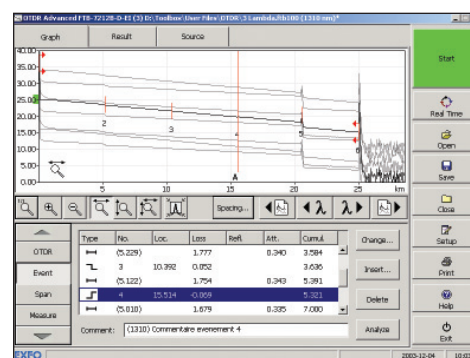 OTDR Advanced FTB-7212B-D-EI (3) D:\Toolbox\User Files\OTDR\3 Lambda.ftb100 (1310 nm)*
Graph Result Source
40.00
35.00
30.00
25.00
20.00
15.00
10.00
5.00
0.00
2 3 4 5 6
5 10 15 20 25 km
A
Spacing...
Start
Real Time
Open
Save
Close
Setup
Print
Help
Exit
OTDR
Event
Span
Measure
Type No. Loc. Loss Refl. Att. Cumul.
(5.229) 1.777 0.340 3.584
3 10.392 0.052 3.636
(5.122) 1.754 0.343 5.391
4 15.514 -0.069 5.321
(5.010) 1.679 0.335 7.000
Change...
Insert...
Delete
Analyze
Comment: (1310) Commentaire evenement 4
EXFO
2003-12-04 10:03